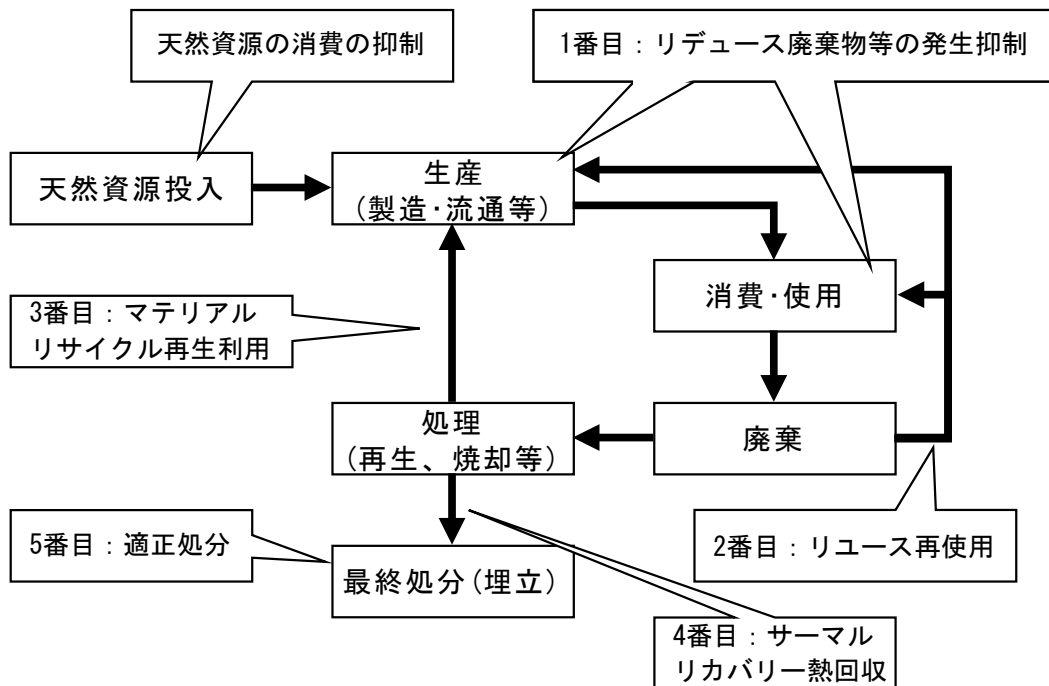 天然資源の消費の抑制
1番目：リデュース廃棄物等の発生抑制
天然資源投入
生産
(製造･流通等)
消費･使用
3番目：マテリアル
リサイクル再生利用
処理
(再生、焼却等)
廃棄
5番目：適正処分
最終処分(埋立)
2番目：リユース再使用
4番目：サーマル
リカバリー熱回収